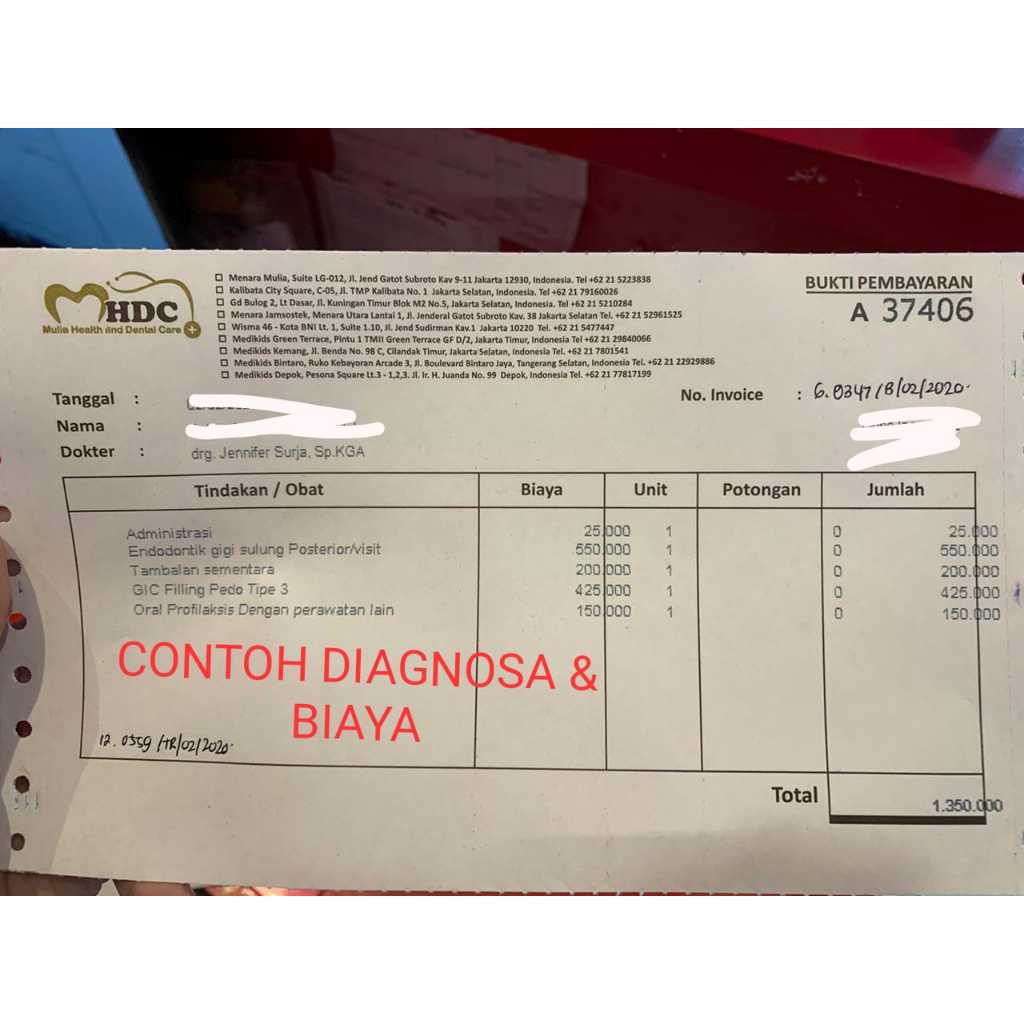 MHDC
Mulia Health And Dental Care
☐ Menara Mulia, Suite LG-012, Jl. Jend Gatot Subroto Kav 9-11 Jakarta 12930, Indonesia. Tel +62 21 5223838
☐ Kalibata City Square, C-05, Jl. TMP Kalibata No. 1 Jakarta Selatan, Indonesia. Tel +62 21 79160026
☐ Gd Bulog 2, Lt Dasar, Jl. Kuningan Timur Blok M2 No.5, Jakarta Selatan, Indonesia. Tel +62 21 5210284
☐ Menara Jamsostek, Menara Utara Lantai 1, Jl. Jenderal Gatot Subroto Kav. 38 Jakarta Selatan Tel. +62 21 52961525
☐ Wisma 46 - Kota BNI Lt. 1, Suite 1.10, Jl. Jend Sudirman Kav.1 Jakarta 10220 Tel. +62 21 5477447
☐ Medikids Green Terrace, Pintu 1 TMII Green Terrace GF D/2, Jakarta Timur, Indonesia Tel +62 21 29840066
☐ Medikids Kemang, Jl. Benda No. 98 C, Cilandak Timur, Jakarta Selatan, Indonesia Tel. +62 21 7801541
☐ Medikids Bintaro, Ruko Kebayoran Arcade 3, Jl. Boulevard Bintaro Jaya, Tangerang Selatan, Indonesia Tel. +62 21 22929886
☐ Medikids Depok, Pesona Square Lt.3 - 1,2,3. Jl. Ir. H. Juanda No. 99 Depok, Indonesia Tel. +62 21 77817199
BUKTI PEMBAYARAN
A 37406
Tanggal :
Nama :
Dokter : drg. Jennifer Surja, Sp.KGA
No. Invoice : 6.0347/B/02/2020.
Tindakan / Obat Biaya Unit Potongan Jumlah
Administrasi 25.000 1 0 25.000
Endodontik gigi sulung Posterior/visit 550.000 1 0 550.000
Tambalan sementara 200.000 1 0 200.000
GIC Filling Pedo Tipe 3 425.000 1 0 425.000
Oral Profilaksis Dengan perawatan lain 150.000 1 0 150.000
CONTOH DIAGNOSA &
BIAYA
12. 0559/TR/02/2020.
Total 1.350.000